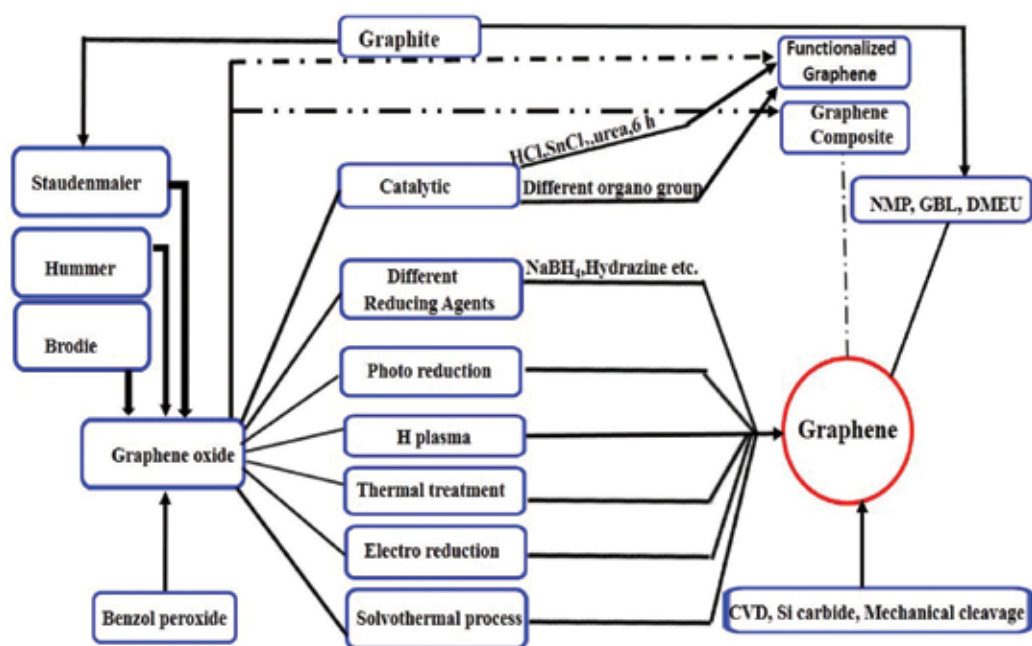 Graphite
Functionalized
Graphene
Graphene
Composite
HCl,SnCl2,urea,6 h
Staudenmaier
Catalytic
Different organo group
NMP, GBL, DMEU
Hummer
Different
Reducing Agents
NaBH4,Hydrazine etc.
Brodie
Photo reduction
Graphene oxide
H plasma
Graphene
Thermal treatment
Electro reduction
Benzol peroxide
Solvothermal process
CVD, Si carbide, Mechanical cleavage